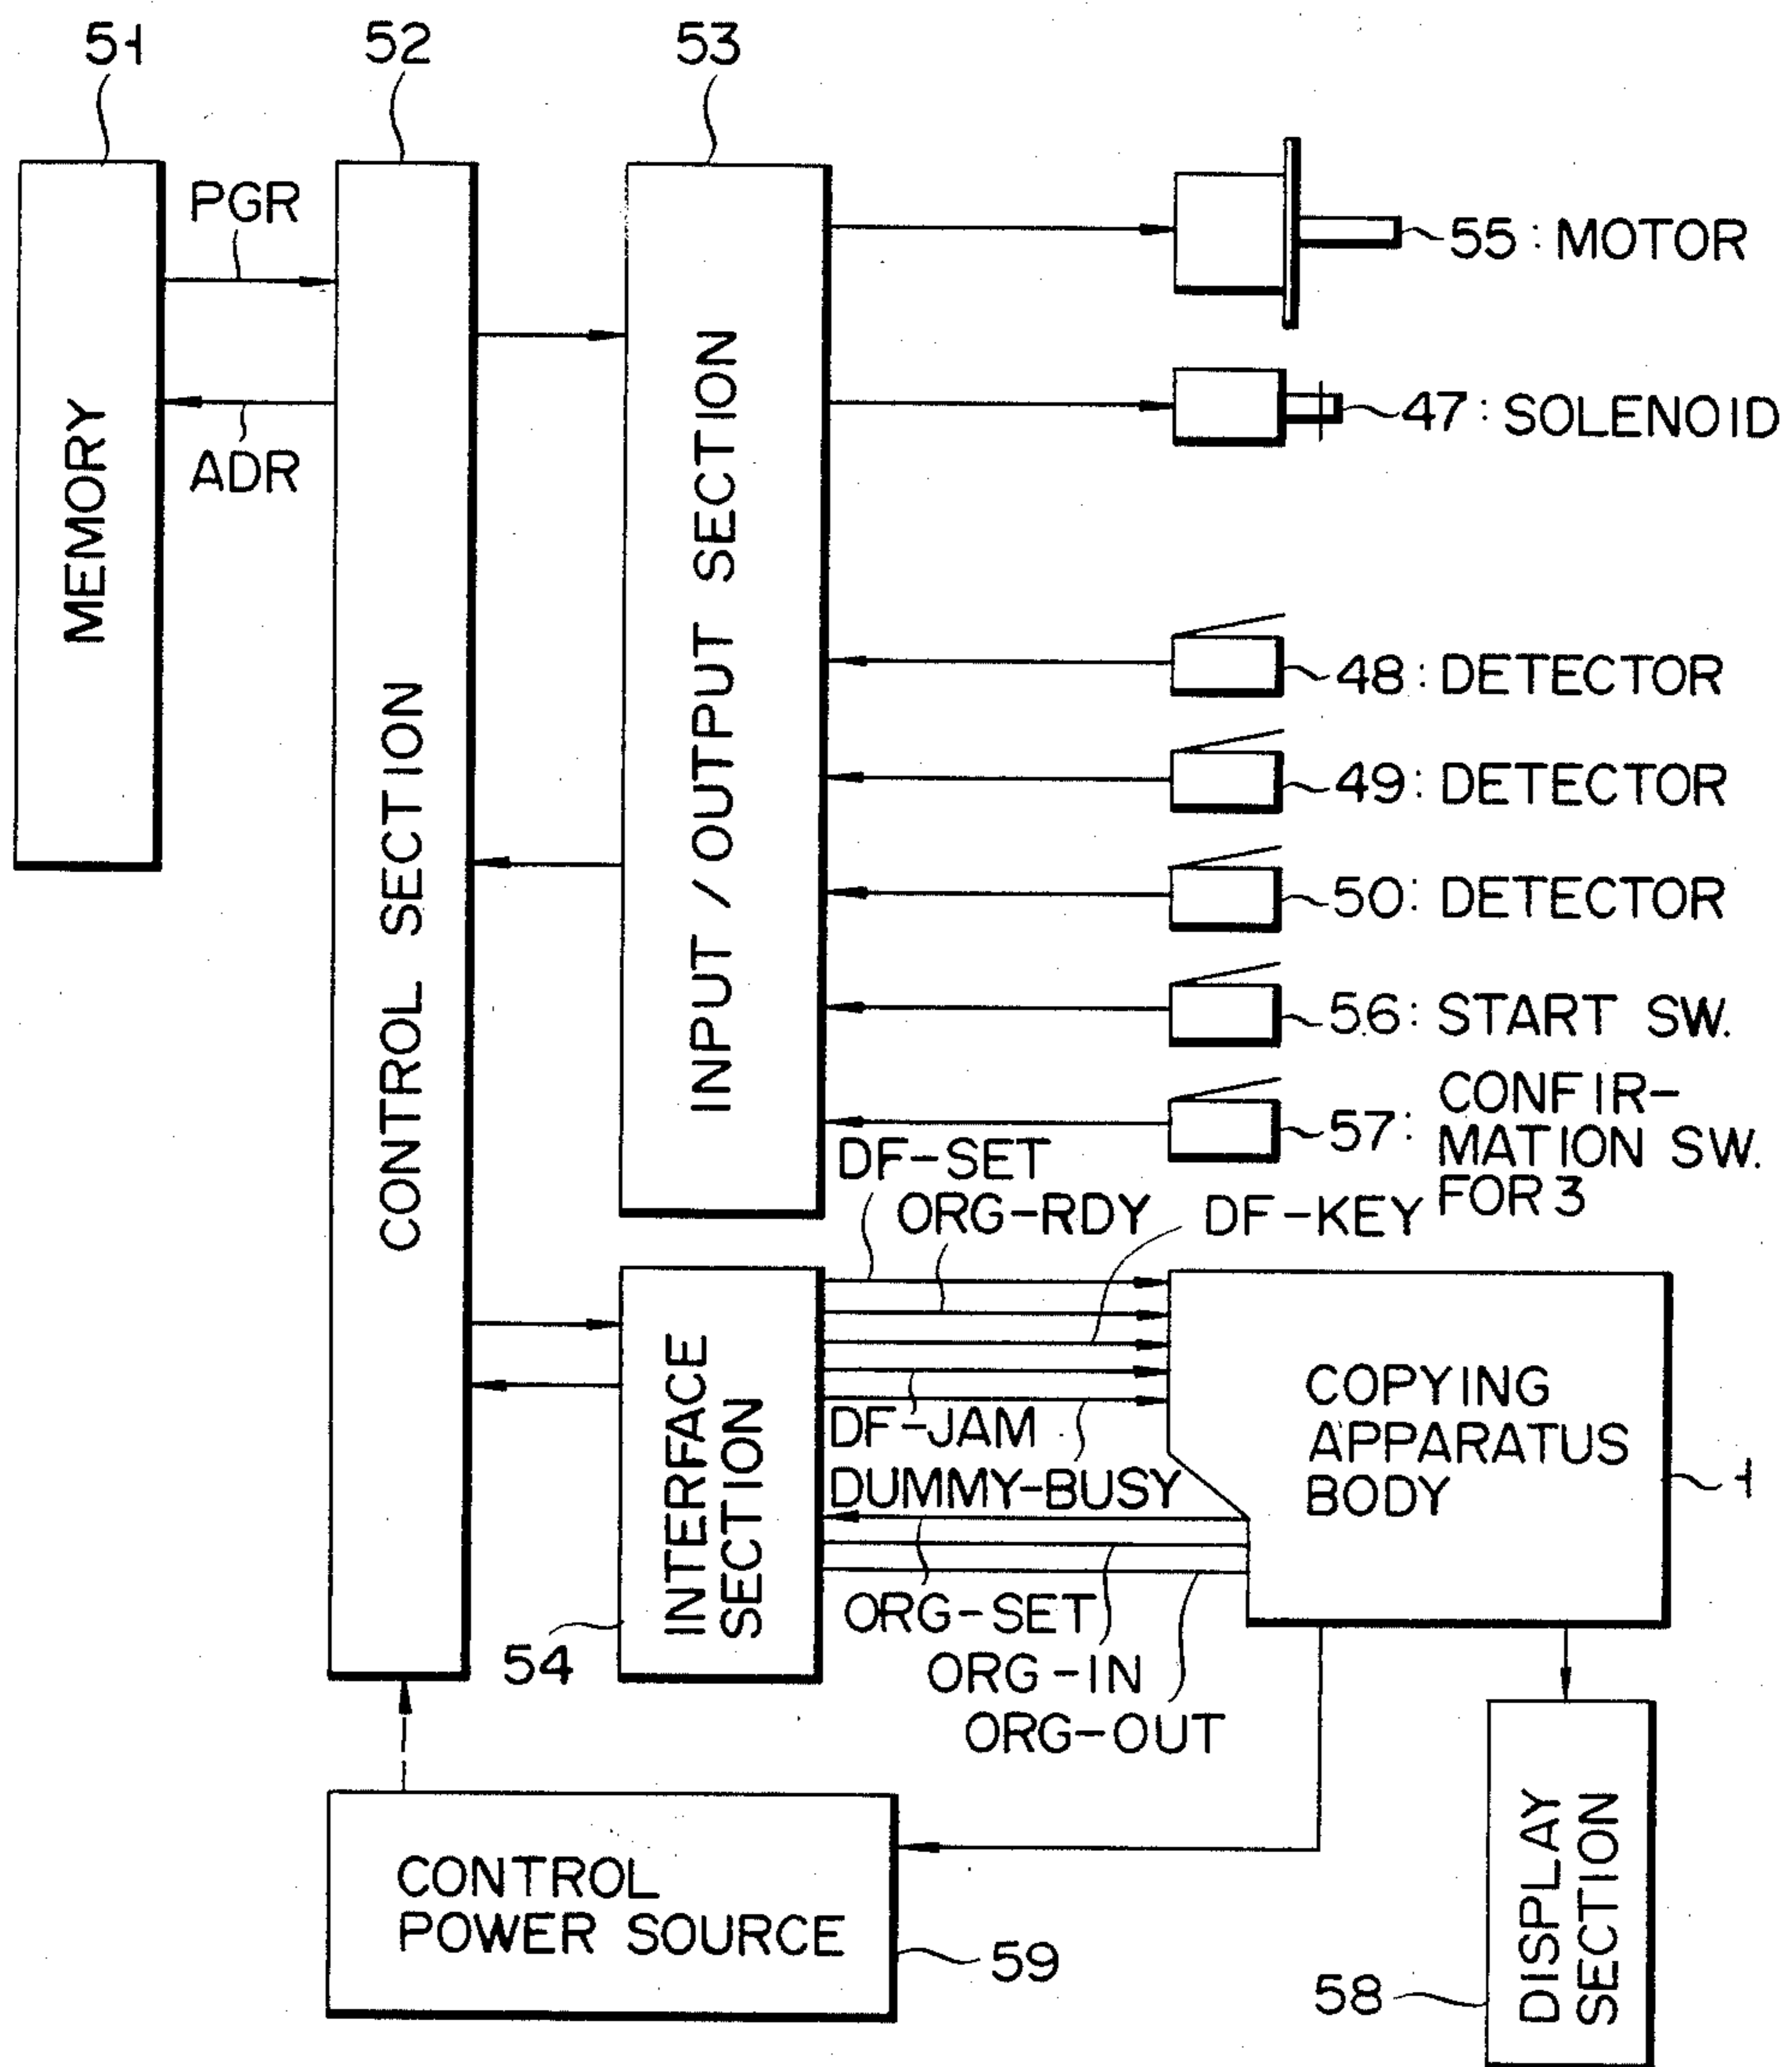 51
52
53
PGR
ADR
MEMORY
CONTROL SECTION
INPUT / OUTPUT SECTION
55 : MOTOR
47 : SOLENOID
48 : DETECTOR
49 : DETECTOR
50 : DETECTOR
56 : START SW.
57 : CONFIR-
MATION SW.
FOR 3
DF-SET
ORG-RDY
DF-KEY
DF-JAM
DUMMY-BUSY
ORG-SET
ORG-IN
ORG-OUT
INTERFACE
SECTION
54
COPYING
APPARATUS
BODY
1
CONTROL
POWER SOURCE
59
DISPLAY
SECTION
58